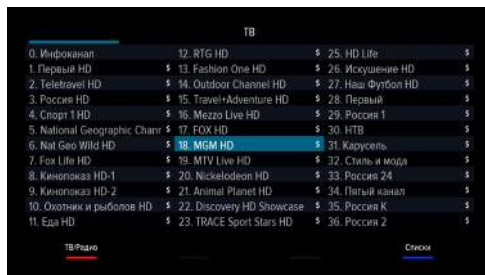 ТВ
0. Инфоканал
1. Первый HD $
2. Teletravel HD $
3. Россия HD $
4. Спорт 1 HD $
5. National Geographic Chanr $
6. Nat Geo Wild HD $
7. Fox Life HD $
8. Кинопоказ HD-1 $
9. Кинопоказ HD-2 $
10. Охотник и рыболов HD $
11. Еда HD $
12. RTG HD $
13. Fashion One HD $
14. Outdoor Channel HD $
15. Travel+Adventure HD $
16. Mezzo Live HD $
17. FOX HD $
18. MGM HD $
19. MTV Live HD $
20. Nickelodeon HD $
21. Animal Planet HD $
22. Discovery HD Showcase $
23. TRACE Sport Stars HD $
25. HD Life $
26. Искушение HD $
27. Наш Футбол HD $
28. Первый $
29. Россия 1 $
30. НТВ $
31. Карусель $
32. Стиль и мода $
33. Россия 24 $
34. Пятый канал $
35. Россия К $
36. Россия 2 $
ТВ/Радио
Списки